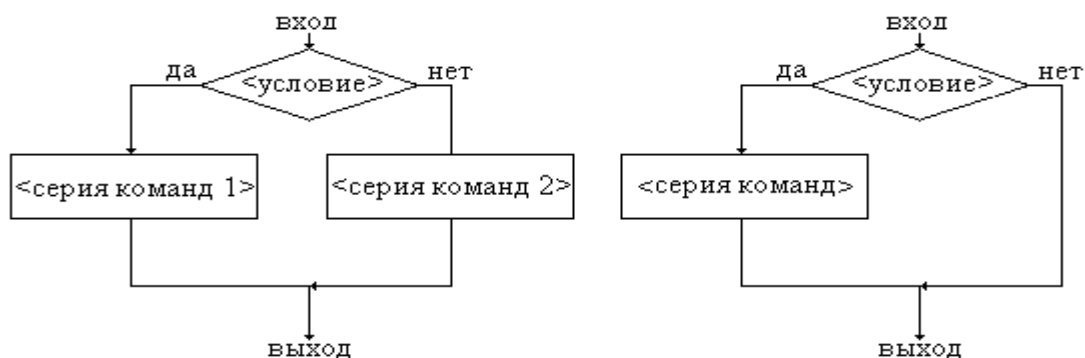 вход
да
<условие>
нет
<серия команд 1>
<серия команд 2>
выход
вход
да
<условие>
нет
<серия команд>
выход